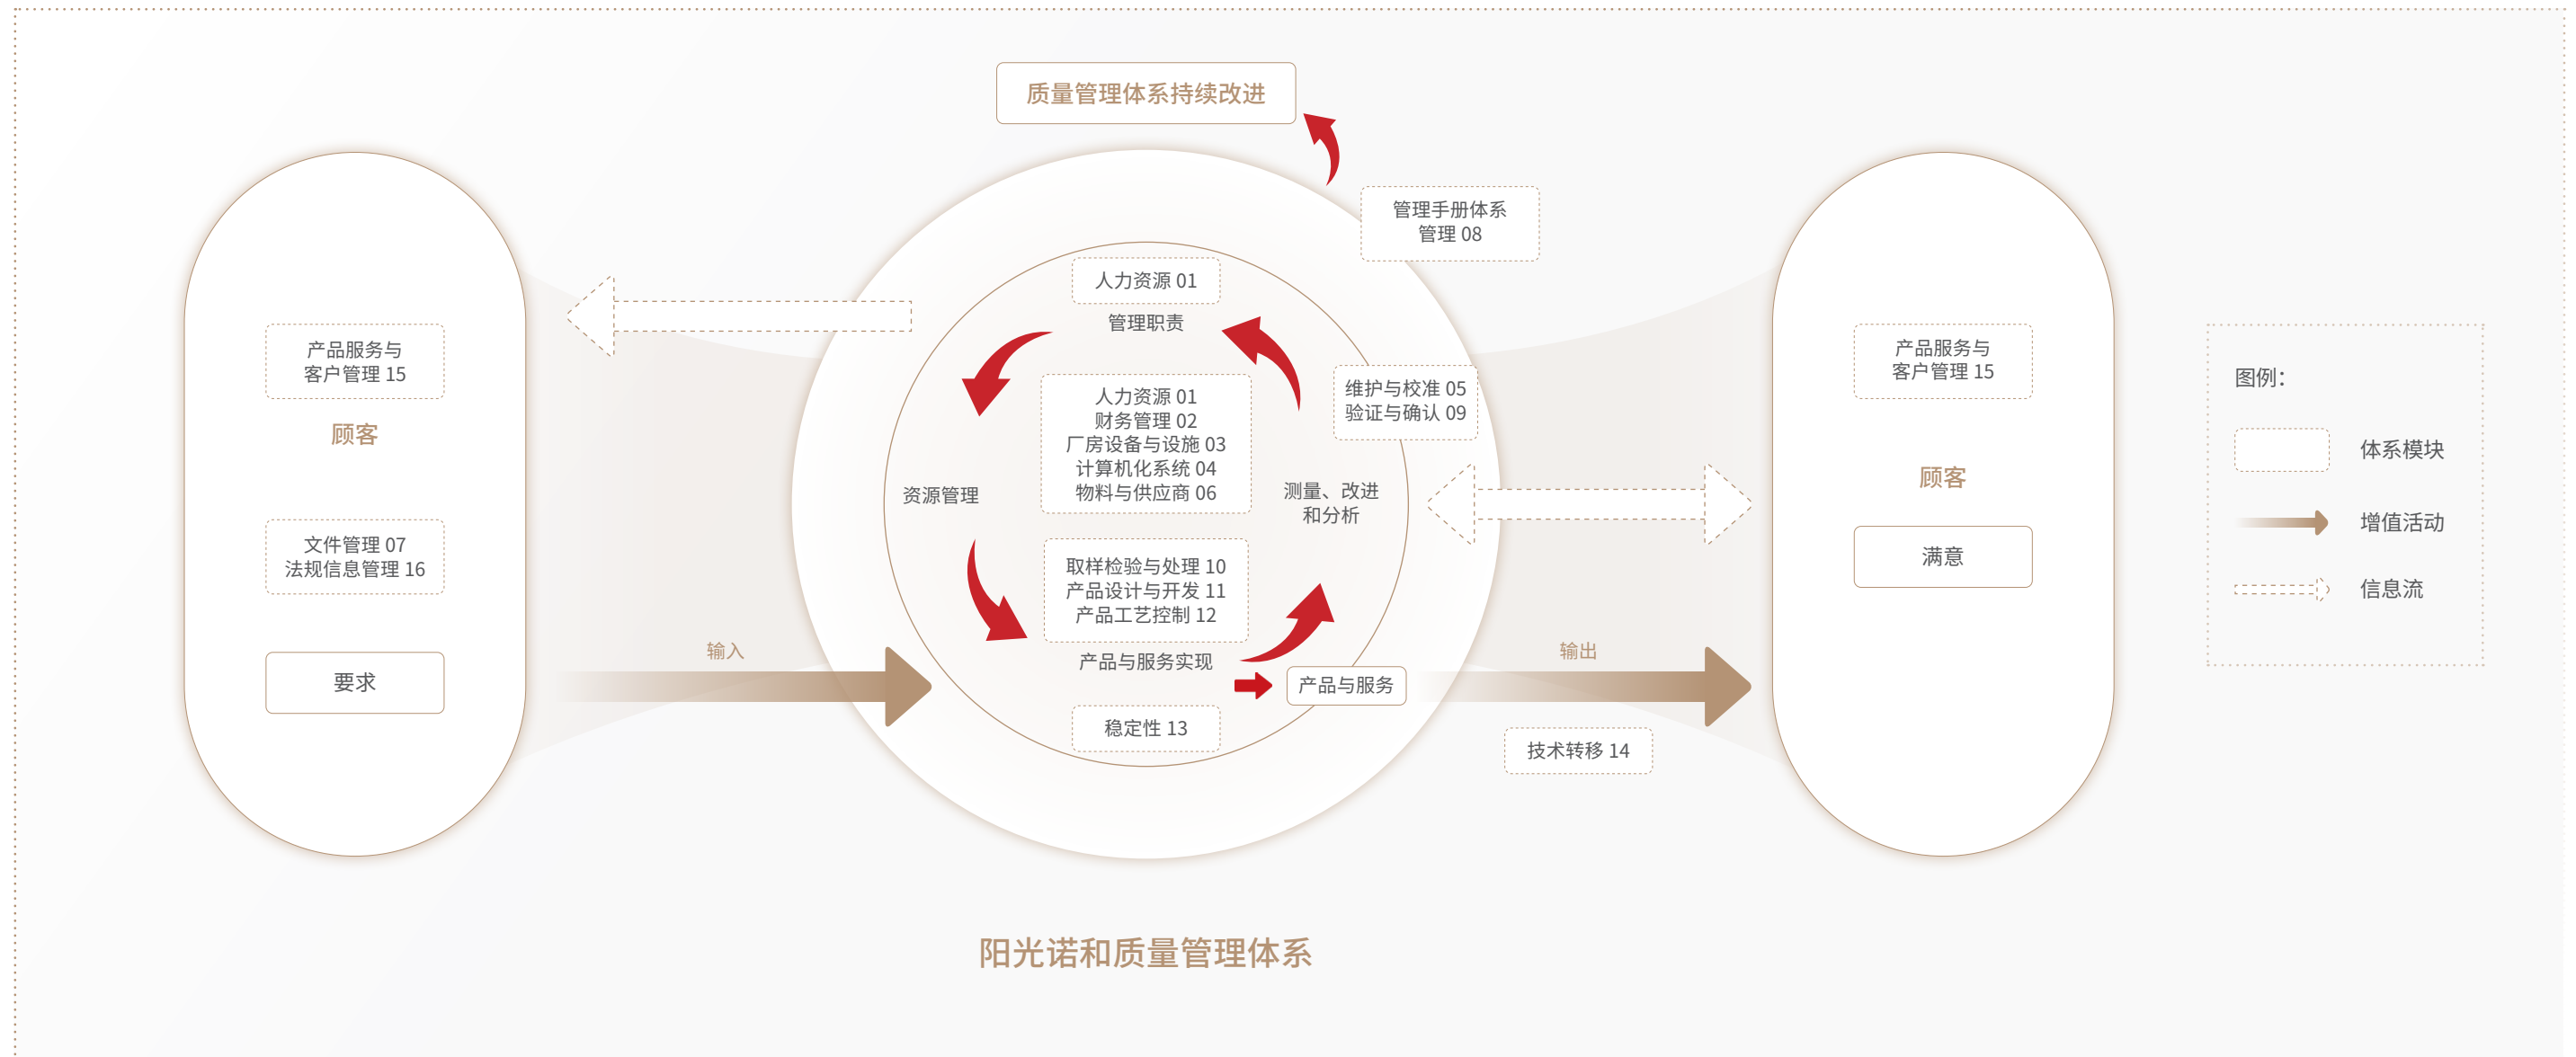 质量管理体系持续改进
管理手册体系
管理 08
产品服务与
客户管理 15
顾客
文件管理 07
法规信息管理 16
要求
输入
人力资源 01
管理职责
人力资源 01
财务管理 02
厂房设备与设施 03
计算机化系统 04
物料与供应商 06
资源管理
维护与校准 05
验证与确认 09
测量、改进
和分析
取样检验与处理 10
产品设计与开发 11
产品工艺控制 12
产品与服务实现
产品与服务
稳定性 13
输出
技术转移 14
产品服务与
客户管理 15
顾客
满意
图例：
体系模块
增值活动
信息流
阳光诺和质量管理体系